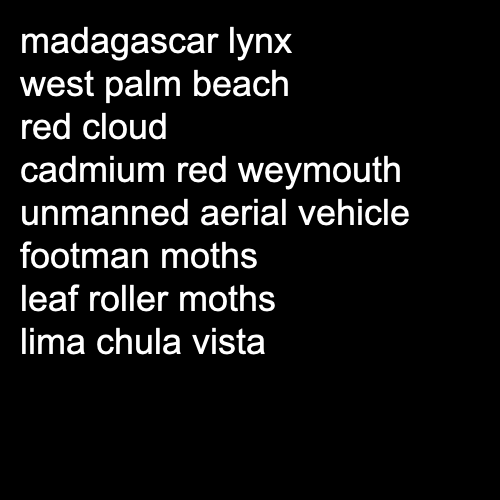 madagascar lynx
west palm beach
red cloud
cadmium red weymouth
unmanned aerial vehicle
footman moths
leaf roller moths
lima chula vista